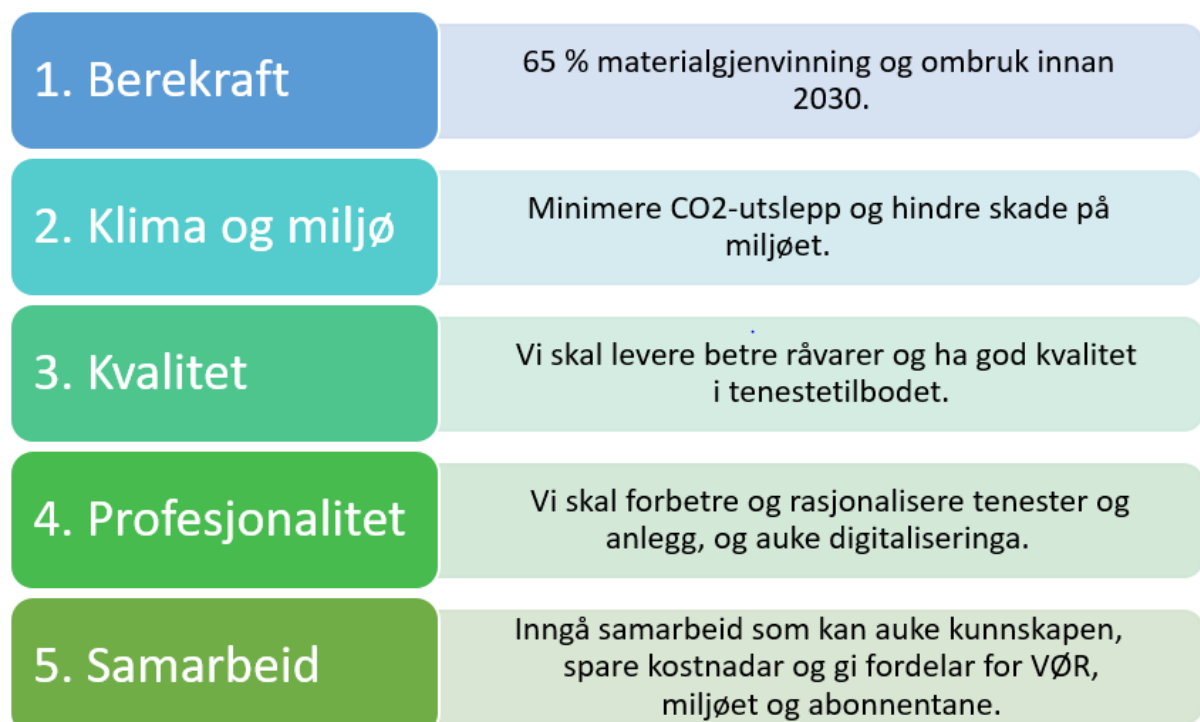 1. Berekraft
65 % materialgjenvinning og ombruk innan
2030.
2. Klima og miljø
Minimere CO2-utslepp og hindre skade på
miljøet.
3. Kvalitet
Vi skal levere betre råvarer og ha god kvalitet
i tenestetilbodet.
4. Profesjonalitet
Vi skal forbetre og rasjonalisere tenester og
anlegg, og auke digitaliseringa.
5. Samarbeid
Inngå samarbeid som kan auke kunnskapen,
spare kostnadar og gi fordelar for VØR,
miljøet og abonnentane.